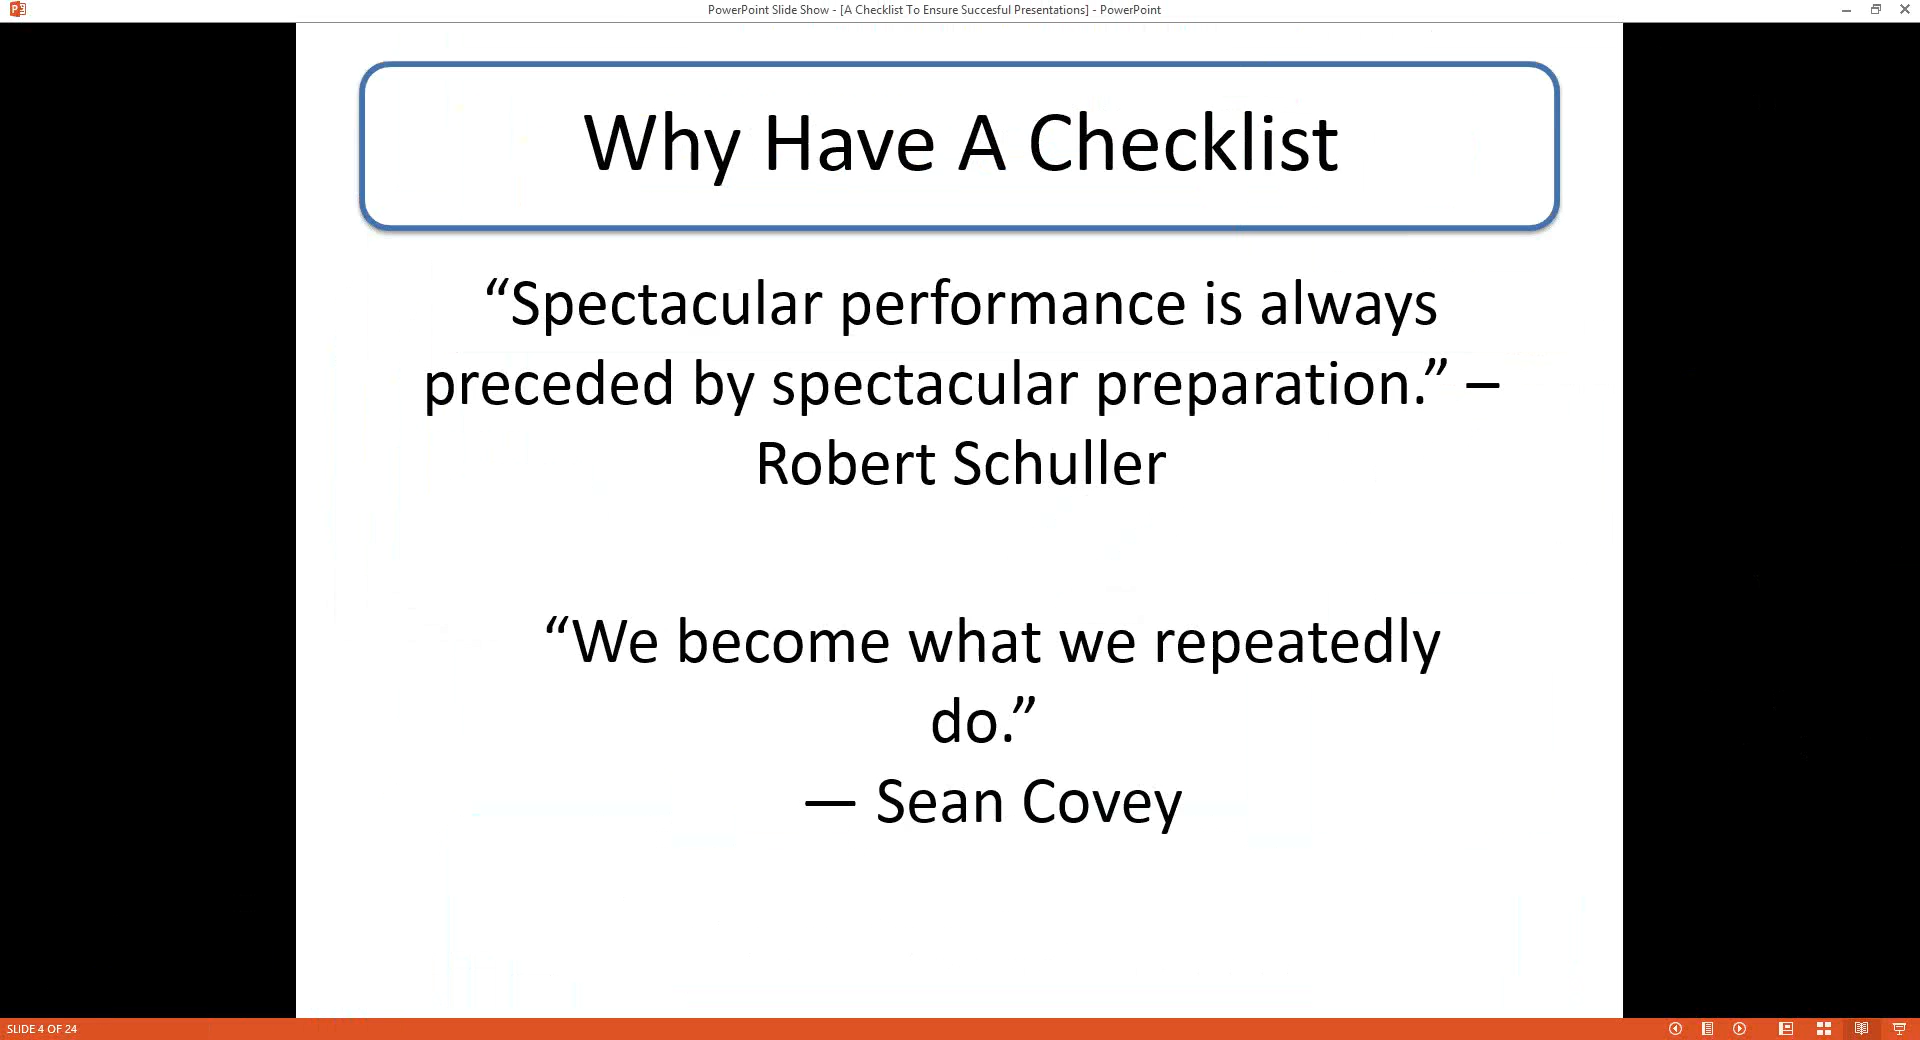 PowerPoint Slide Show - [A Checklist To Ensure Succesful Presentations] - PowerPoint
Why Have A Checklist
“Spectacular performance is always
preceded by spectacular preparation.” –
Robert Schuller
“We become what we repeatedly
do.”
— Sean Covey
SLIDE 4 OF 24